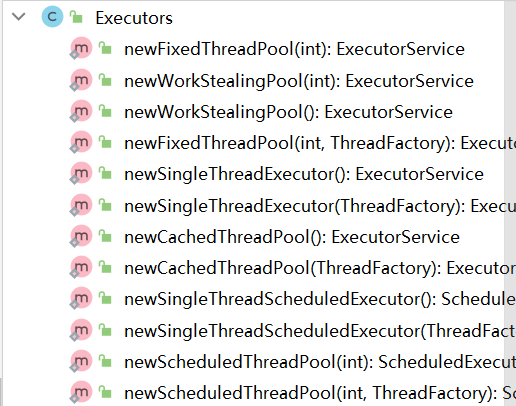 Executors
newFixedThreadPool(int): ExecutorService
newWorkStealingPool(int): ExecutorService
newWorkStealingPool(): ExecutorService
newFixedThreadPool(int, ThreadFactory): Execut
newSingleThreadExecutor(): ExecutorService
newSingleThreadExecutor(ThreadFactory): Execu
newCachedThreadPool(): ExecutorService
newCachedThreadPool(ThreadFactory): Executor
newSingleThreadScheduledExecutor(): Schedule
newSingleThreadScheduledExecutor(ThreadFact
newScheduledThreadPool(int): ScheduledExecut
newScheduledThreadPool(int, ThreadFactory): Sc